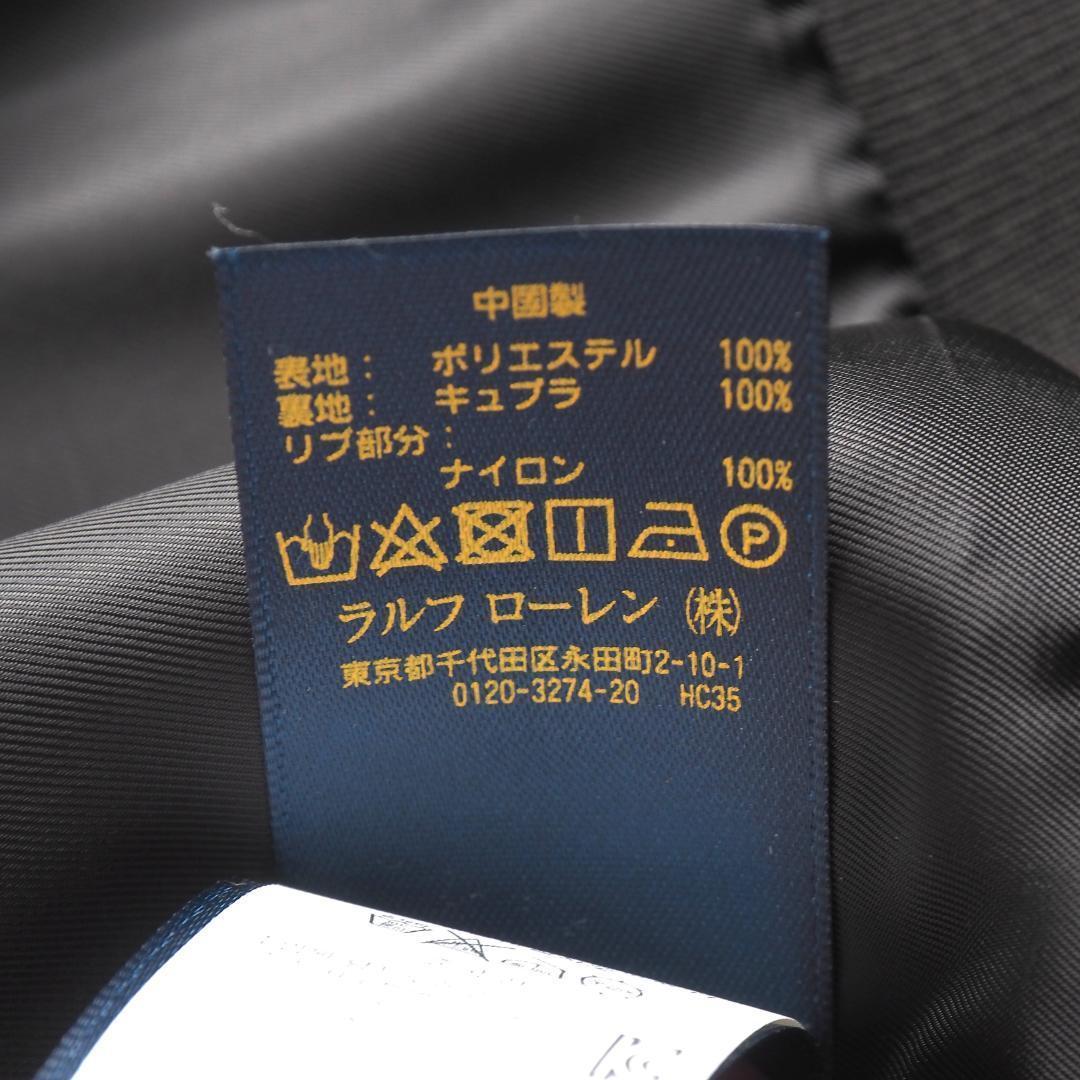 中國製
表地： ポリエステル 100%
裏地： キュプラ 100%
リブ部分：
ナイロン 100%
P
ラルフ ローレン ㈱
東京都千代田区永田町2-10-1
0120-3274-20 HC35